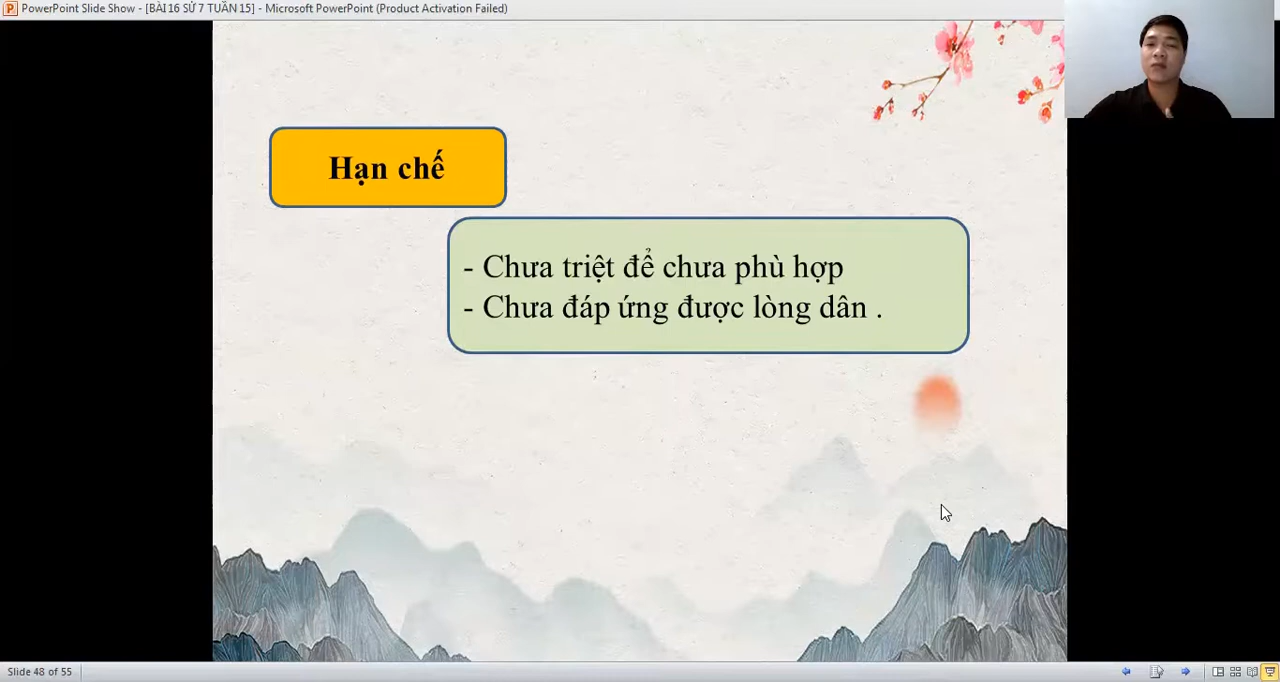 PowerPoint Slide Show - [BÀI 16 SỬ 7 TUẦN 15] - Microsoft PowerPoint (Product Activation Failed)
Hạn chế
- Chưa triệt để chưa phù hợp
- Chưa đáp ứng được lòng dân .
Slide 48 of 55